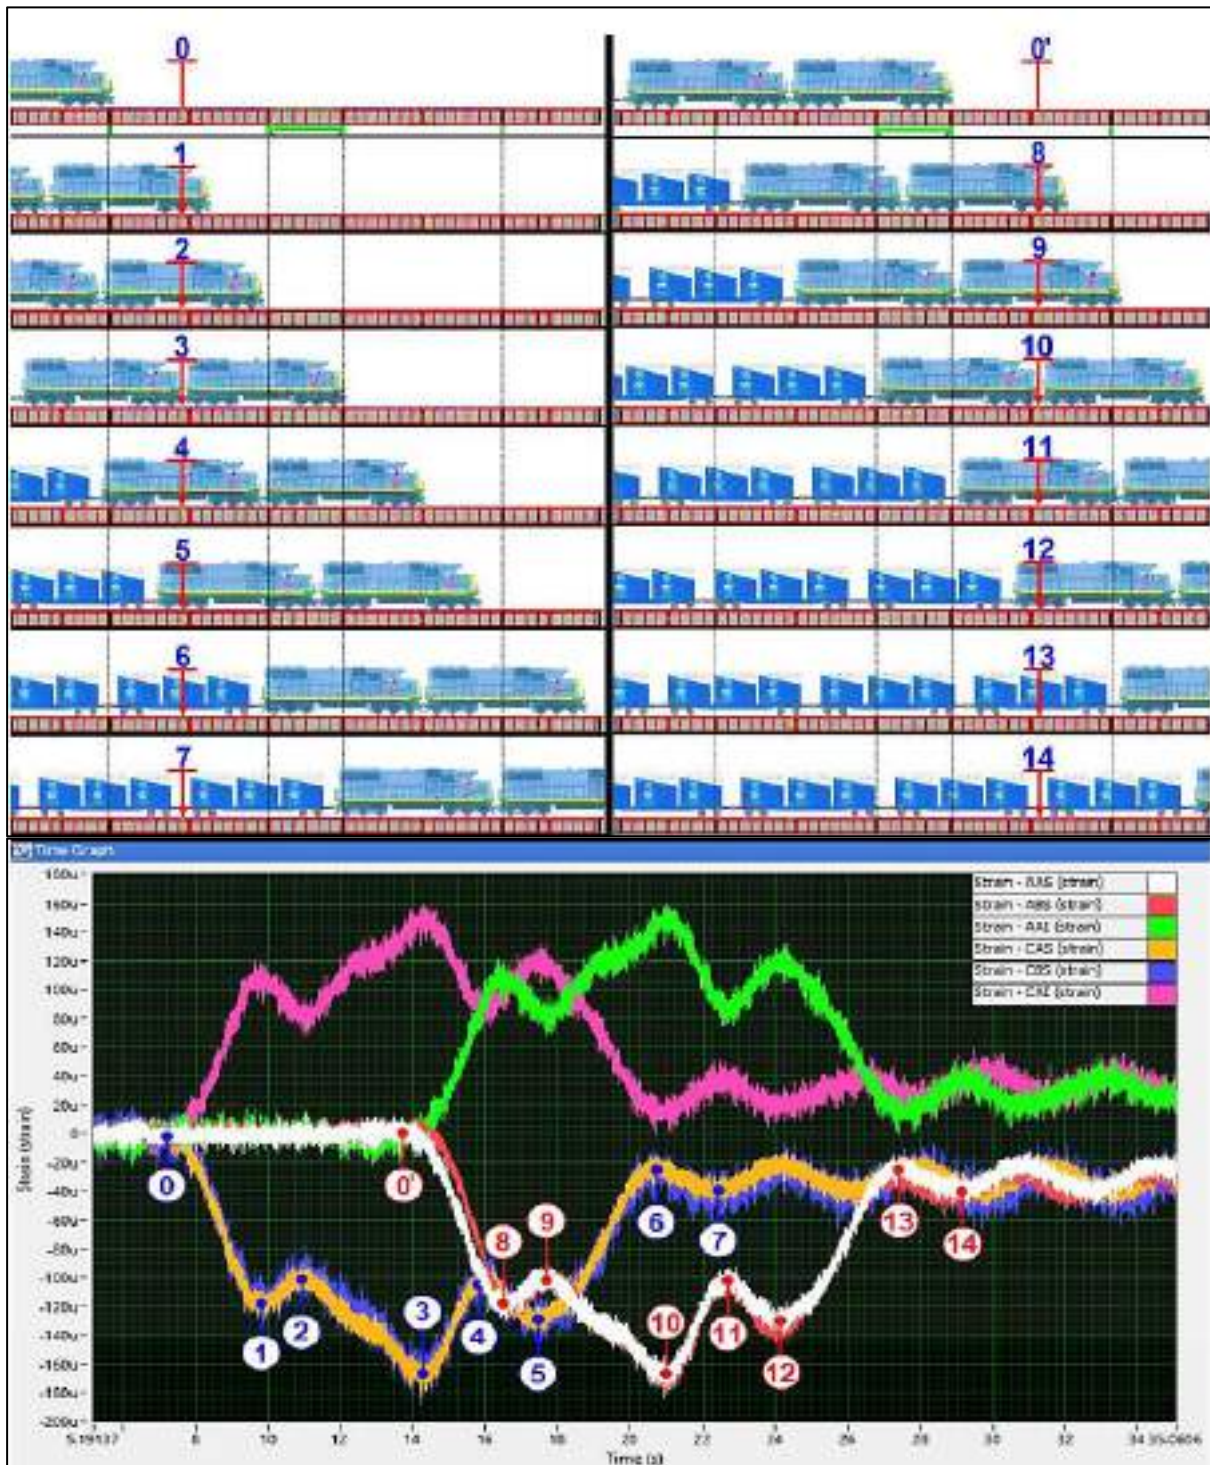 0 0'
1 8
2 9
3 10
4 11
5 12
6 13
7 14
Time Graph
Strain - AAS (strain)
Strain - ABS (strain)
Strain - AAI (strain)
Strain - CAS (strain)
Strain - CBS (strain)
Strain - CAI (strain)
180u
160u
140u
120u
100u
80u
60u
40u
20u
0
-20u
-40u
-60u
-80u
-100u
-120u
-140u
-160u
-180u
-200u
Strain (strain)
0 0' 6 7 13 14
9
8
3 10
1 2 4 11
5 12
8 10 12 14 16 18 20 22 24 26 28 30 32 34
Time (s)